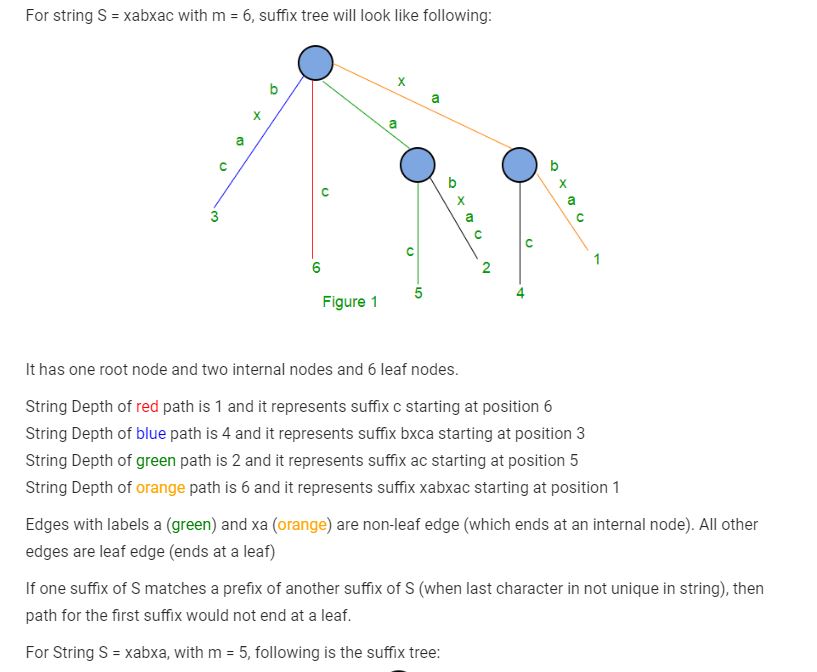 For string S = xabxac with m = 6, suffix tree will look like following:
b
x
a
c
3
c
6
x
a
a
c
5
b
x
a
c
2
c
4
b
x
a
c
1
Figure 1
It has one root node and two internal nodes and 6 leaf nodes.
String Depth of red path is 1 and it represents suffix c starting at position 6
String Depth of blue path is 4 and it represents suffix bxca starting at position 3
String Depth of green path is 2 and it represents suffix ac starting at position 5
String Depth of orange path is 6 and it represents suffix xabxac starting at position 1
Edges with labels a (green) and xa (orange) are non-leaf edge (which ends at an internal node). All other
edges are leaf edge (ends at a leaf)
If one suffix of S matches a prefix of another suffix of S (when last character in not unique in string), then
path for the first suffix would not end at a leaf.
For String S = xabxa, with m = 5, following is the suffix tree: